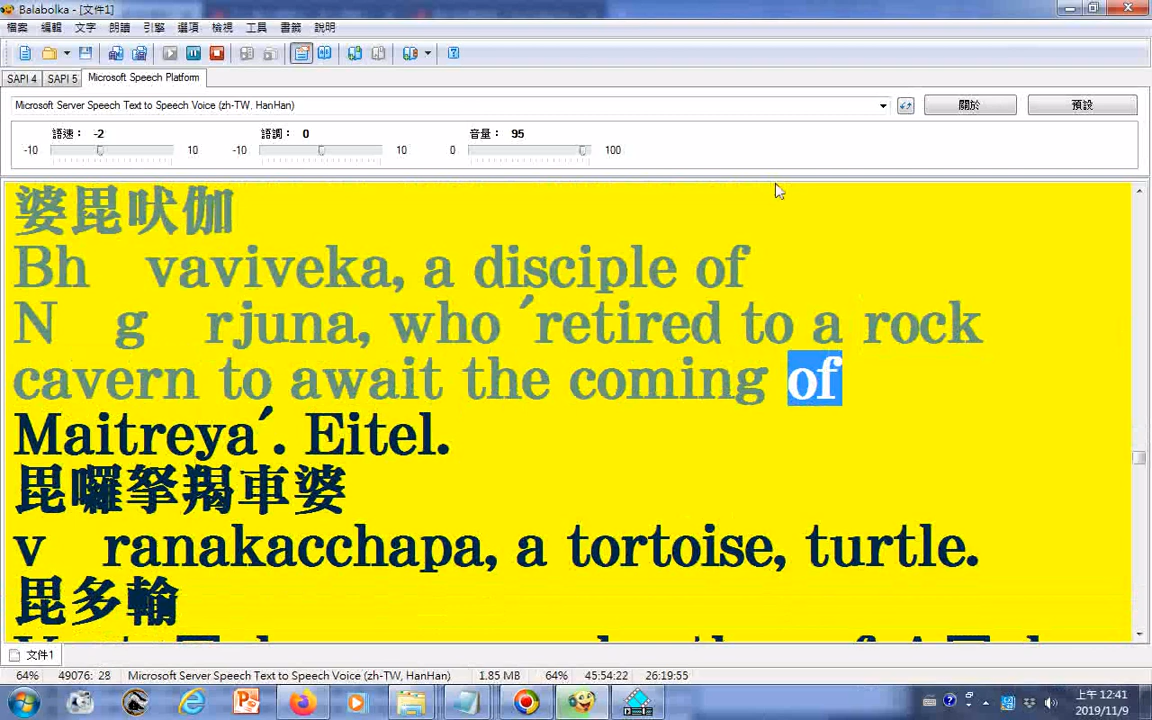 Balabolka - [文件1]
檔案 編輯 文字 朗讀 引擎 選項 檢視 工具 書籤 說明
SAPI 4 SAPI 5 Microsoft Speech Platform
Microsoft Server Speech Text to Speech Voice (zh-TW, HanHan) 關於 預設
語速： -2 語調： 0 音量： 95
-10 10 -10 10 0 100
婆毘吠伽
Bh vaviveka, a disciple of
N g rjuna, who ´retired to a rock
cavern to await the coming of
Maitreya´. Eitel.
毘囉拏羯車婆
v ranakacchapa, a tortoise, turtle.
毘多輸
文件1
64% 49076: 28 Microsoft Server Speech Text to Speech Voice (zh-TW, HanHan) 1.85 MB 64% 45:54:22 26:19:55
上午 12:41
2019/11/9